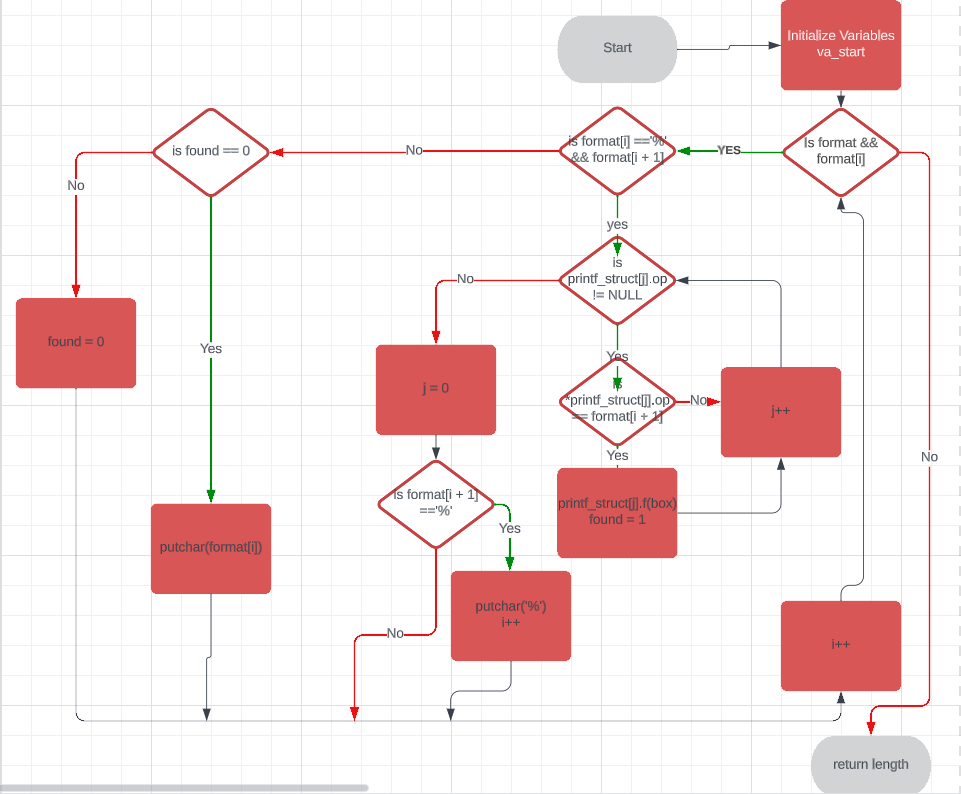 Start
Initialize Variables
va_start
is found == 0
No
is format[i] =='%'
&& format[i + 1]
YES
Is format &&
format[i]
No
yes
is
printf_struct[j].op
!= NULL
No
found = 0
Yes
j = 0
Yes
is
*printf_struct[j].op
== format[i + 1]
No
j++
No
Yes
is format[i + 1]
=='%'
Yes
printf_struct[j].f(box)
found = 1
putchar(format[i])
putchar('%')
i++
No
i++
return length